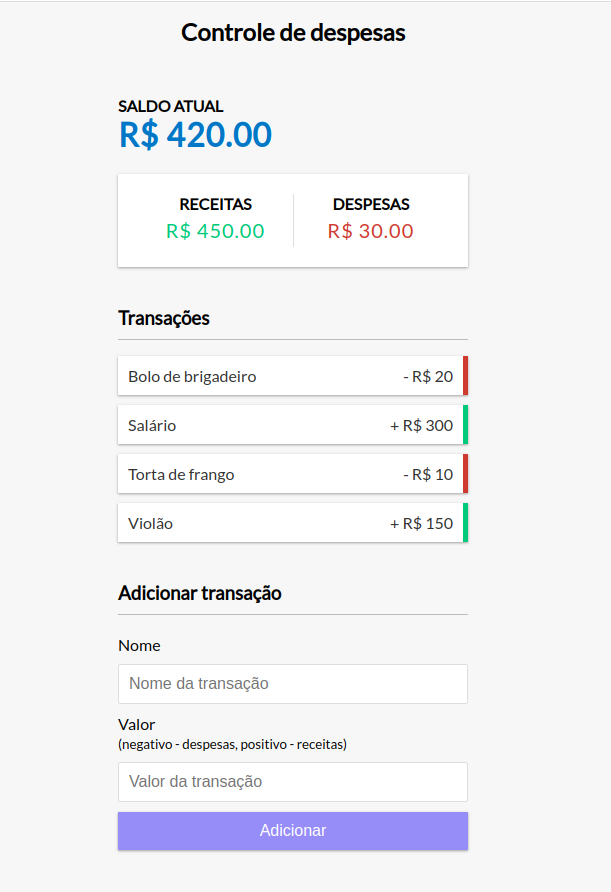 Controle de despesas
SALDO ATUAL
R$ 420.00
RECEITAS DESPESAS
R$ 450.00 R$ 30.00
Transações
Bolo de brigadeiro - R$ 20
Salário + R$ 300
Torta de frango - R$ 10
Violão + R$ 150
Adicionar transação
Nome
Nome da transação
Valor
(negativo - despesas, positivo - receitas)
Valor da transação
Adicionar